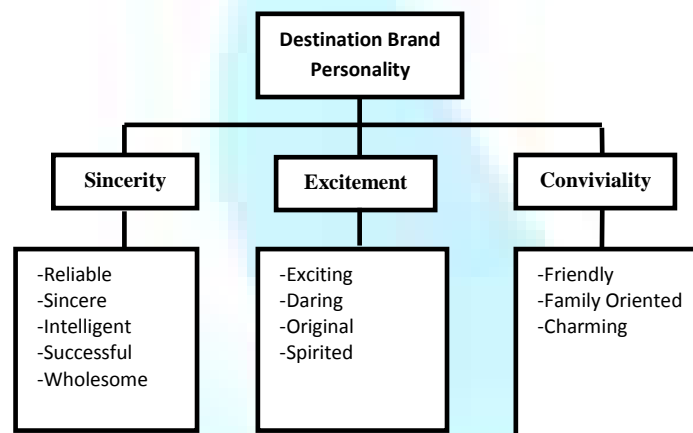 Destination Brand
Personality
Sincerity
Excitement
Conviviality
-Reliable
-Sincere
-Intelligent
-Successful
-Wholesome
-Exciting
-Daring
-Original
-Spirited
-Friendly
-Family Oriented
-Charming